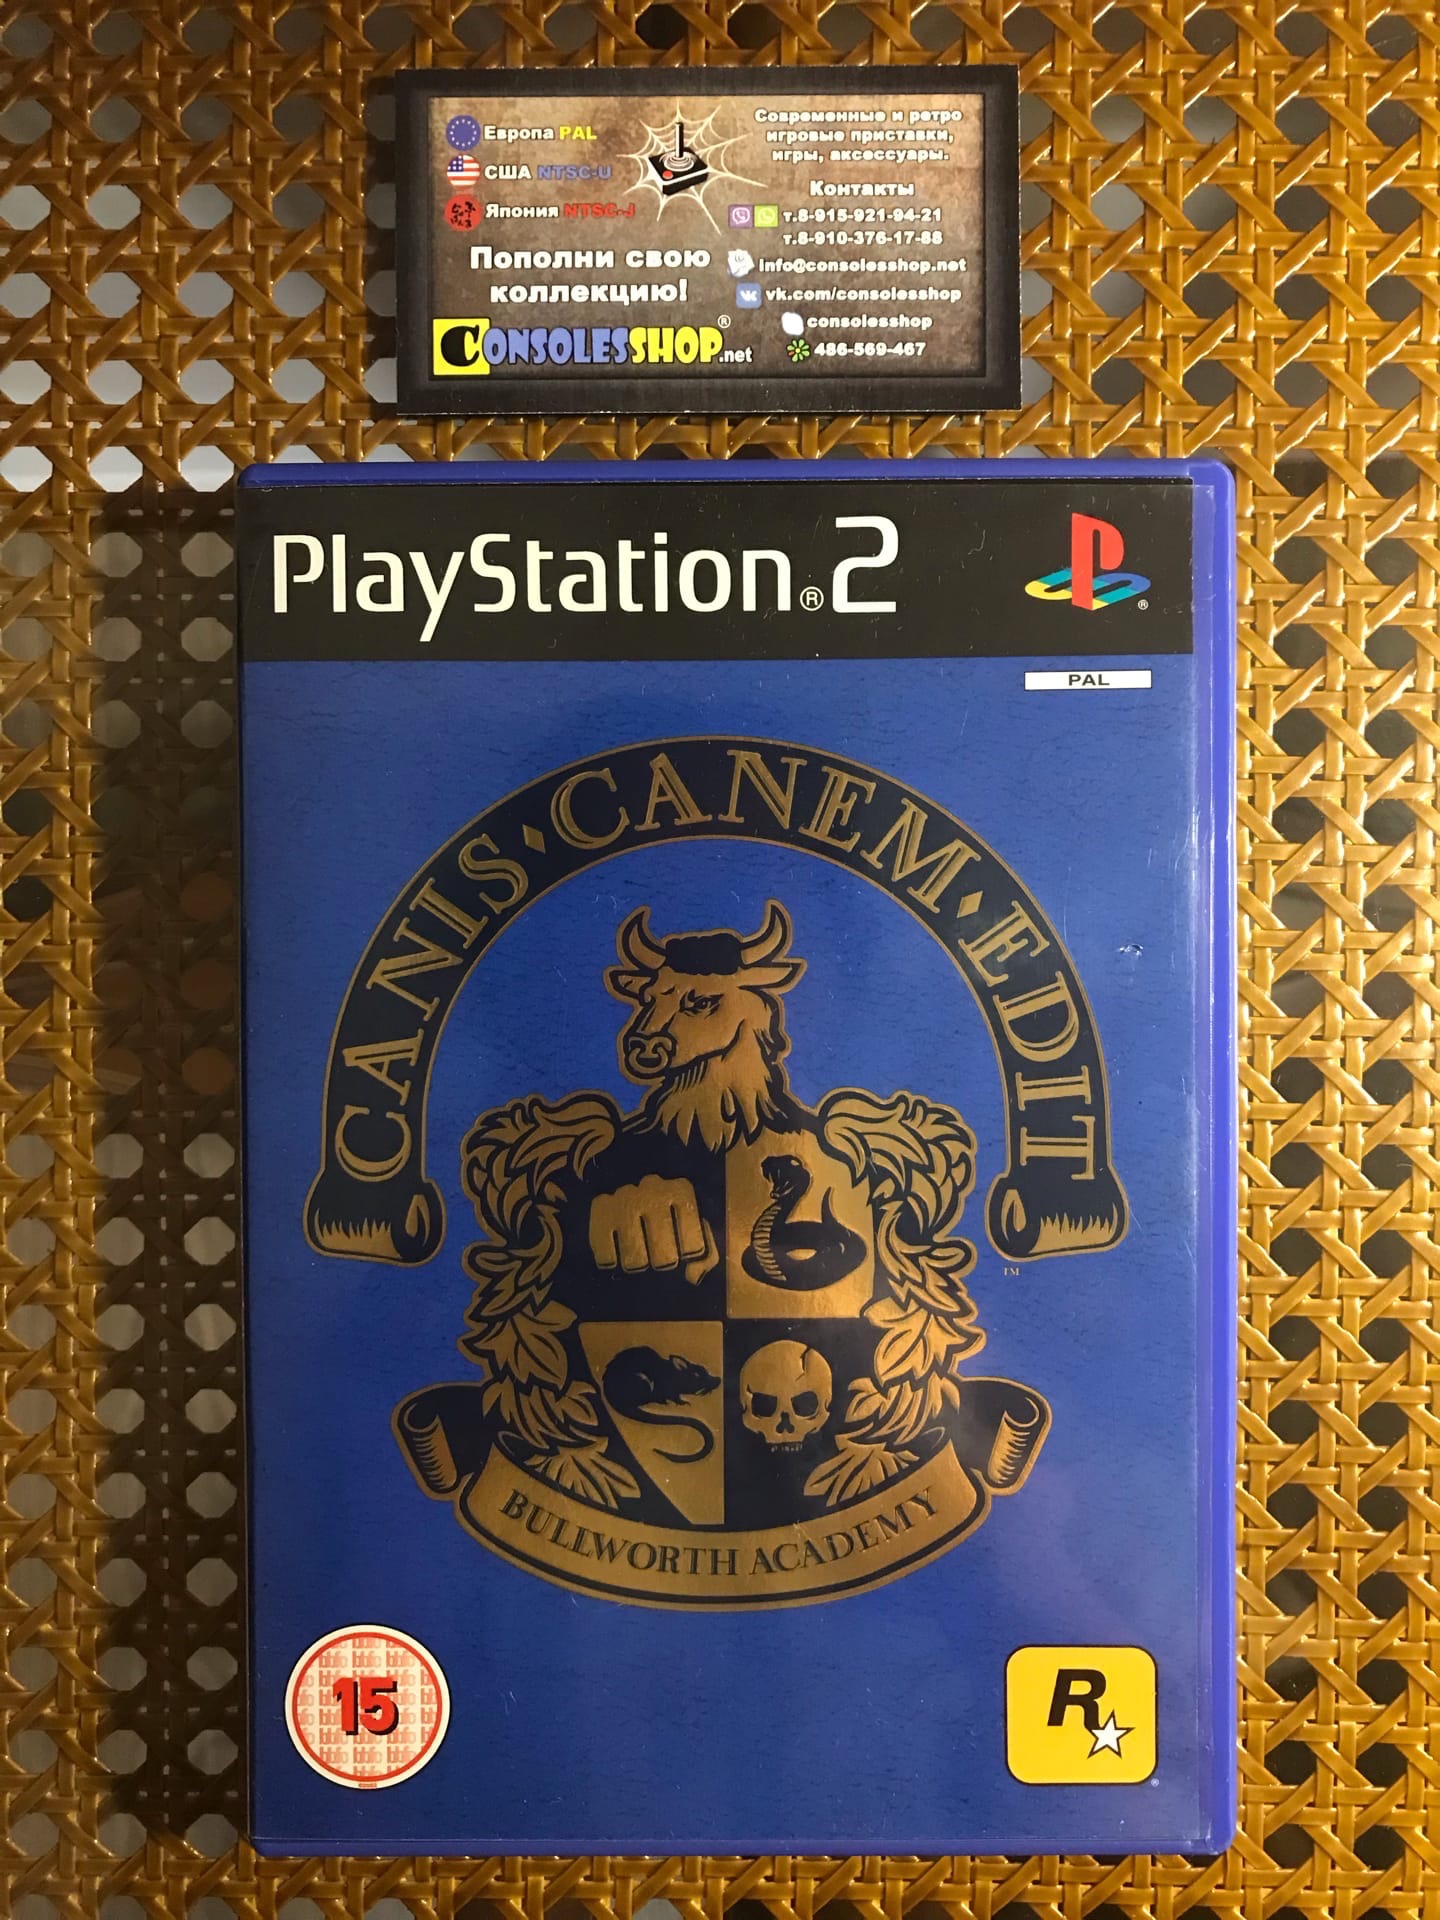 Европа PAL
США NTSC-U
Япония NTSC-J
Пополни свою
коллекцию!
CONSOLESSHOP.net
®
Современные и ретро
игровые приставки,
игры, аксессуары.
Контакты
т.8-915-921-94-21
т.8-910-376-17-88
info@consolesshop.net
vk.com/consolesshop
consolesshop
486-569-467
PlayStation®2
®
PAL
CANIS·CANEM·EDIT
TM
BULLWORTH ACADEMY
15
R
®